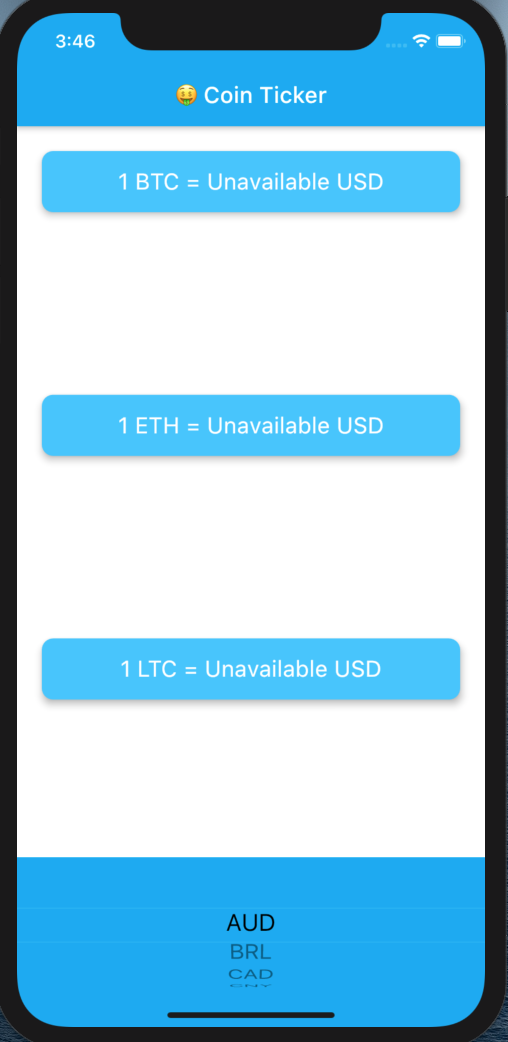 3:46
🤑 Coin Ticker
1 BTC = Unavailable USD
1 ETH = Unavailable USD
1 LTC = Unavailable USD
AUD
BRL
CAD
CNY